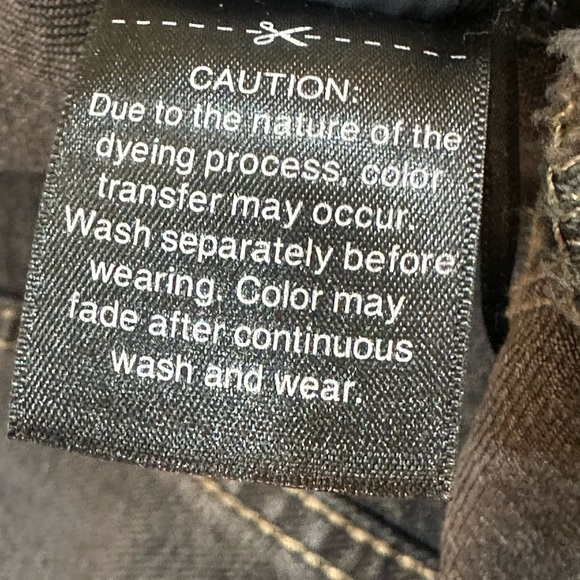 CAUTION:
Due to the nature of the
dyeing process, color
transfer may occur.
Wash separately before
wearing. Color may
fade after continuous
wash and wear.